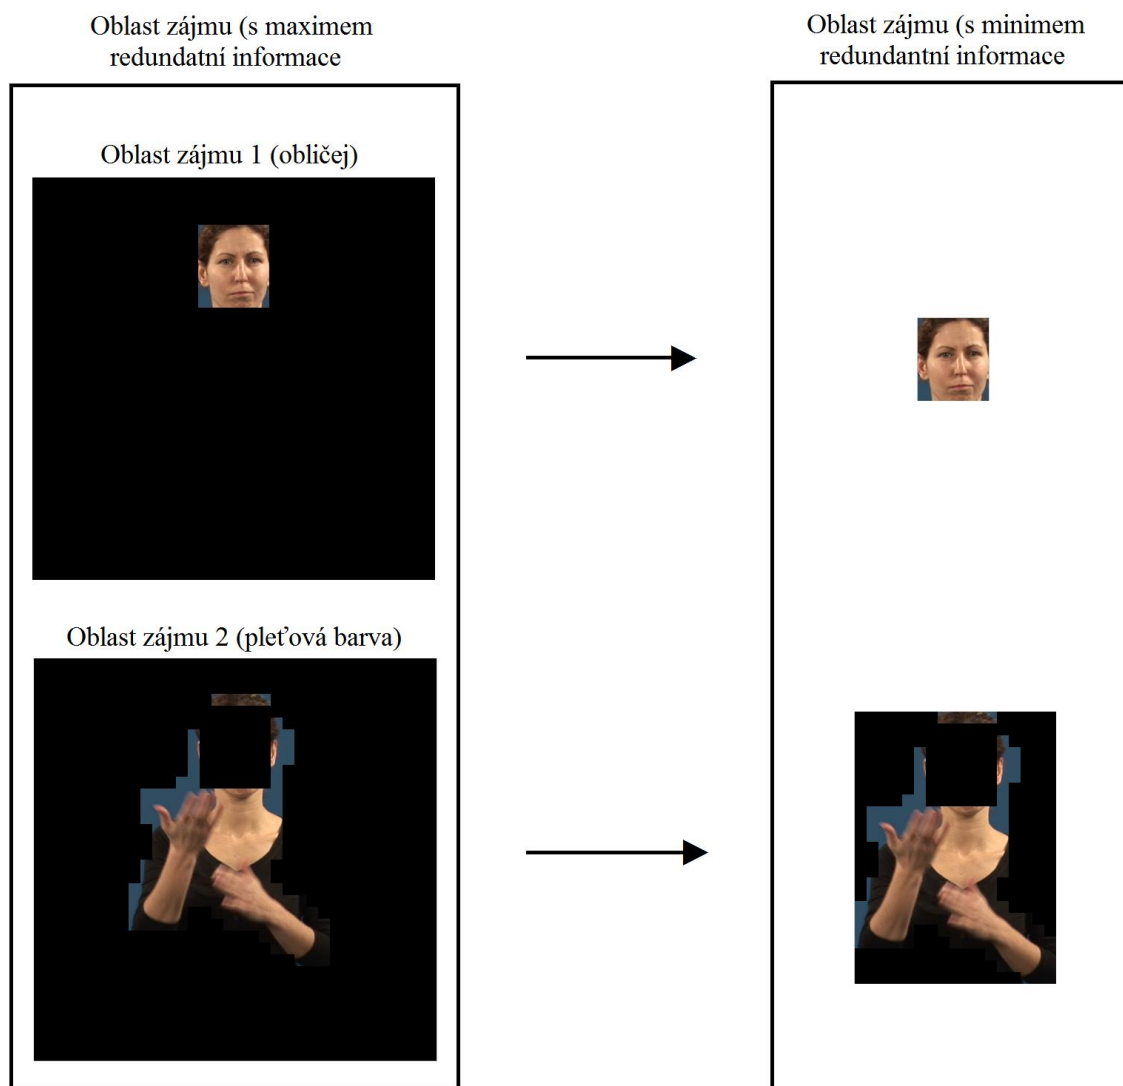 Oblast zájmu (s maximem
redundatní informace
Oblast zájmu (s minimem
redundantní informace
Oblast zájmu 1 (obličej)
Oblast zájmu 2 (pleťová barva)